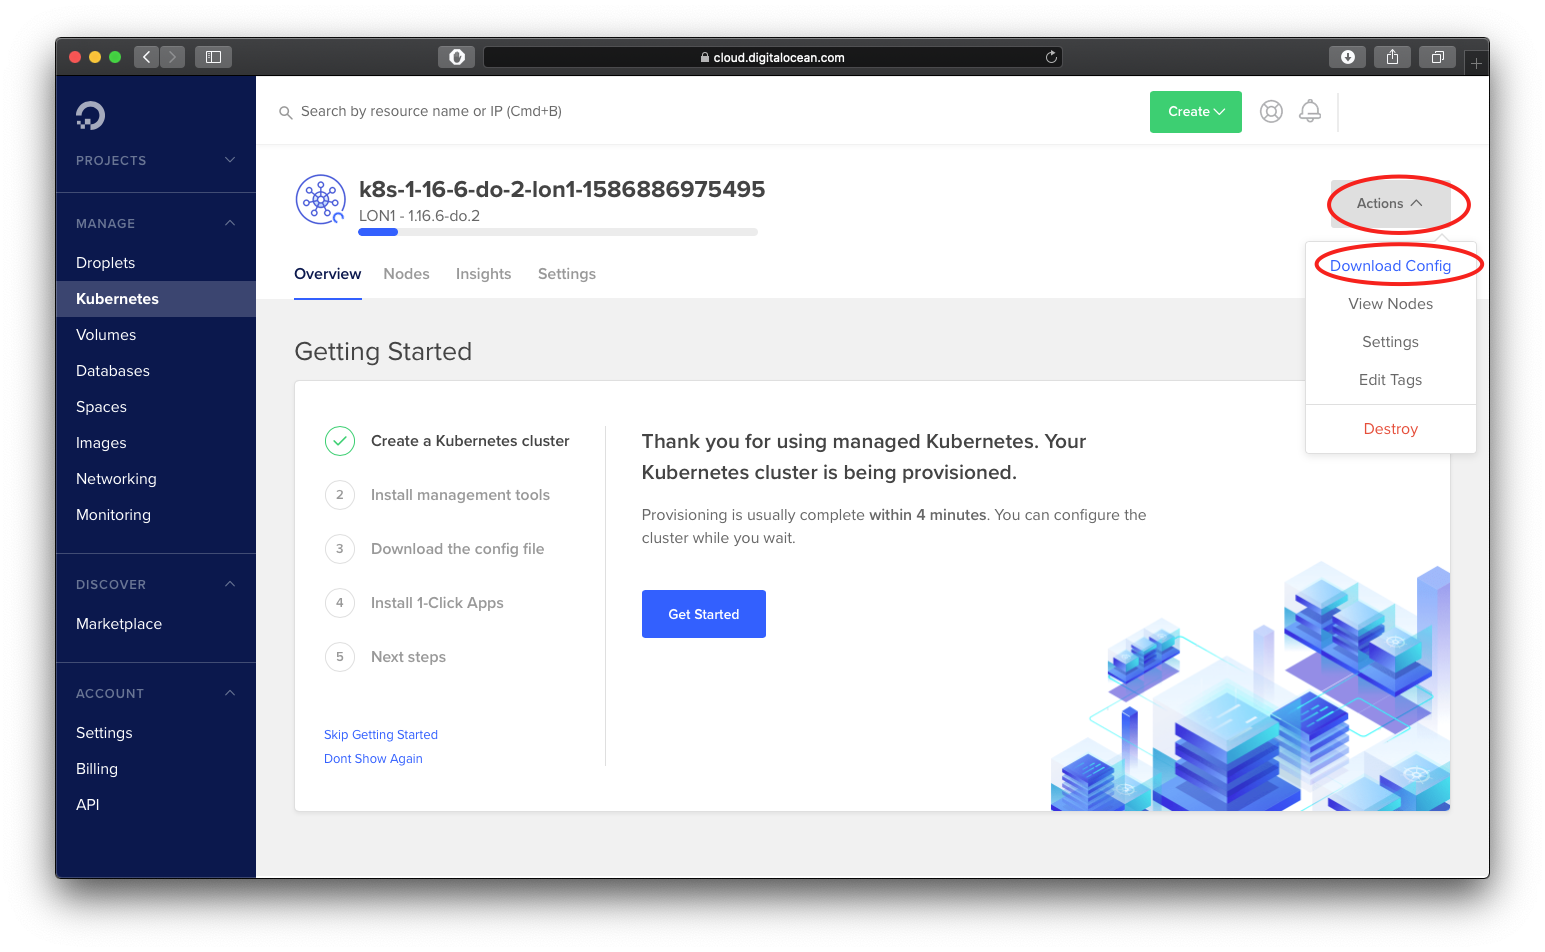 cloud.digitalocean.com
Search by resource name or IP (Cmd+B)
Create
PROJECTS
MANAGE
Droplets
Kubernetes
Volumes
Databases
Spaces
Images
Networking
Monitoring
DISCOVER
Marketplace
ACCOUNT
Settings
Billing
API
k8s-1-16-6-do-2-lon1-1586886975495
LON1 - 1.16.6-do.2
Actions
Download Config
View Nodes
Settings
Edit Tags
Destroy
Overview
Nodes
Insights
Settings
Getting Started
Create a Kubernetes cluster
2 Install management tools
3 Download the config file
4 Install 1-Click Apps
5 Next steps
Skip Getting Started
Dont Show Again
Thank you for using managed Kubernetes. Your
Kubernetes cluster is being provisioned.
Provisioning is usually complete within 4 minutes. You can configure the
cluster while you wait.
Get Started